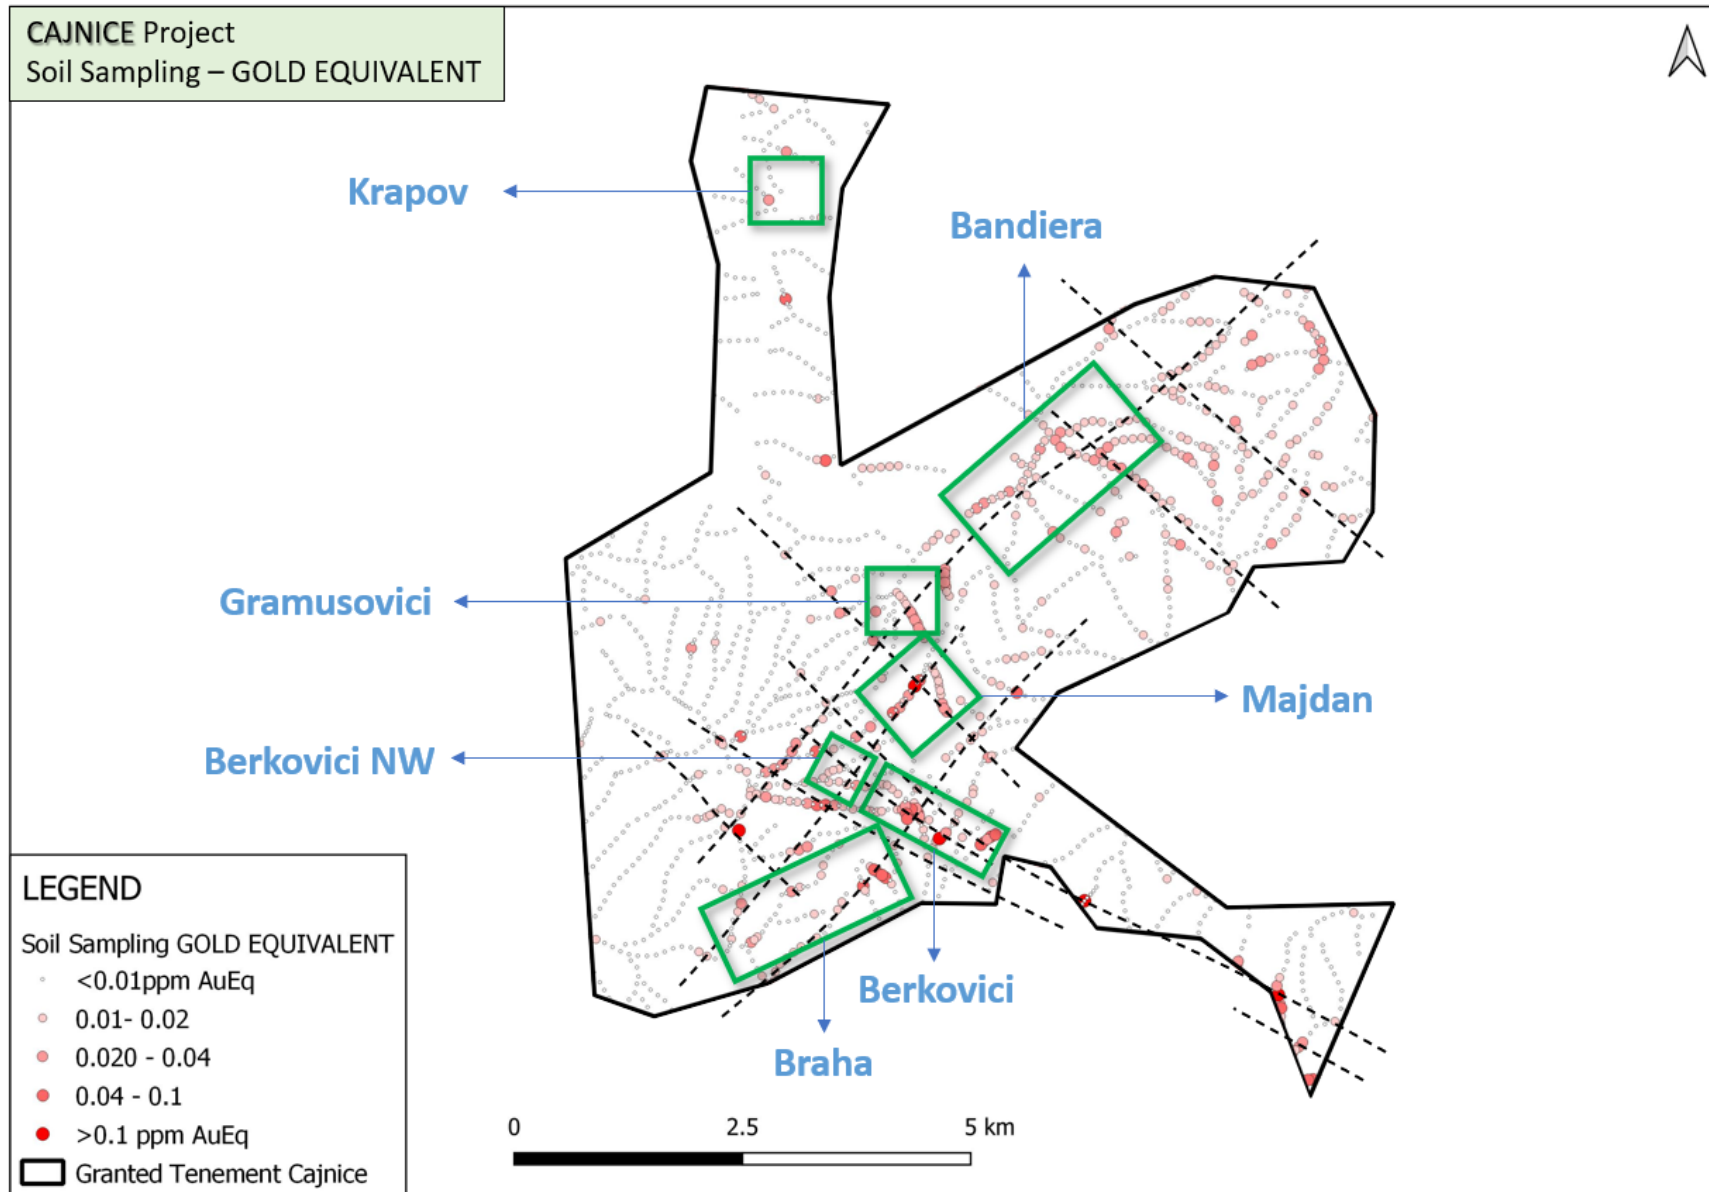 CAJNICE Project
Soil Sampling – GOLD EQUIVALENT
Krapov
Bandiera
Gramusovici
Majdan
Berkovici NW
Berkovici
Braha
LEGEND
Soil Sampling GOLD EQUIVALENT
<0.01ppm AuEq
0.01- 0.02
0.020 - 0.04
0.04 - 0.1
>0.1 ppm AuEq
Granted Tenement Cajnice
0 2.5 5 km